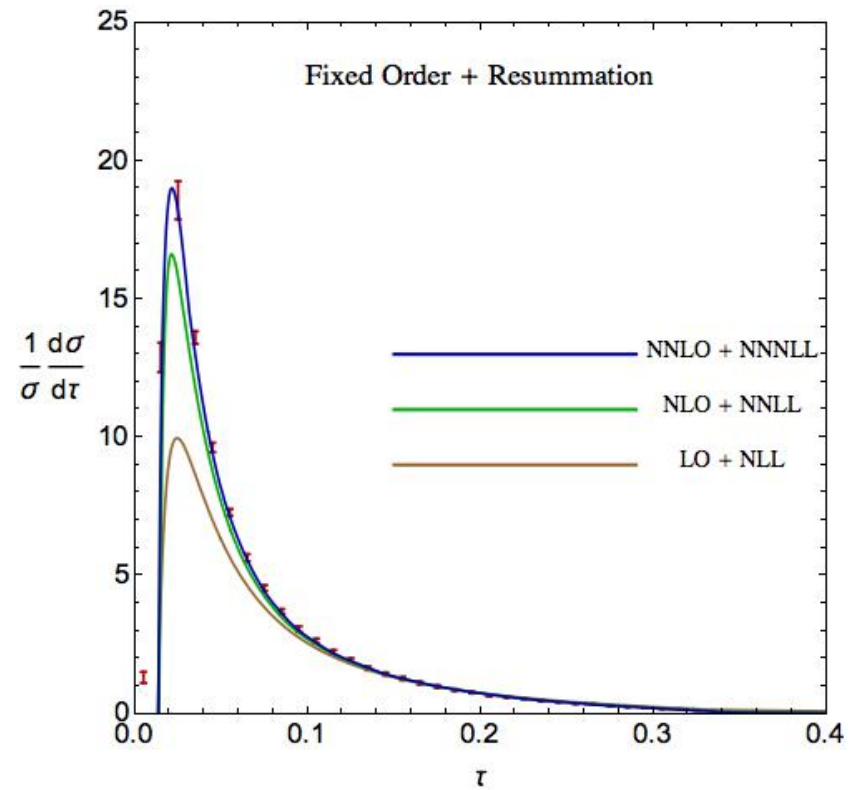 25
Fixed Order + Resummation
20
15
1 dσ
σ dτ
NNLO + NNNLL
NLO + NNLL
10
LO + NLL
5
0
0.0 0.1 0.2 0.3 0.4
τ